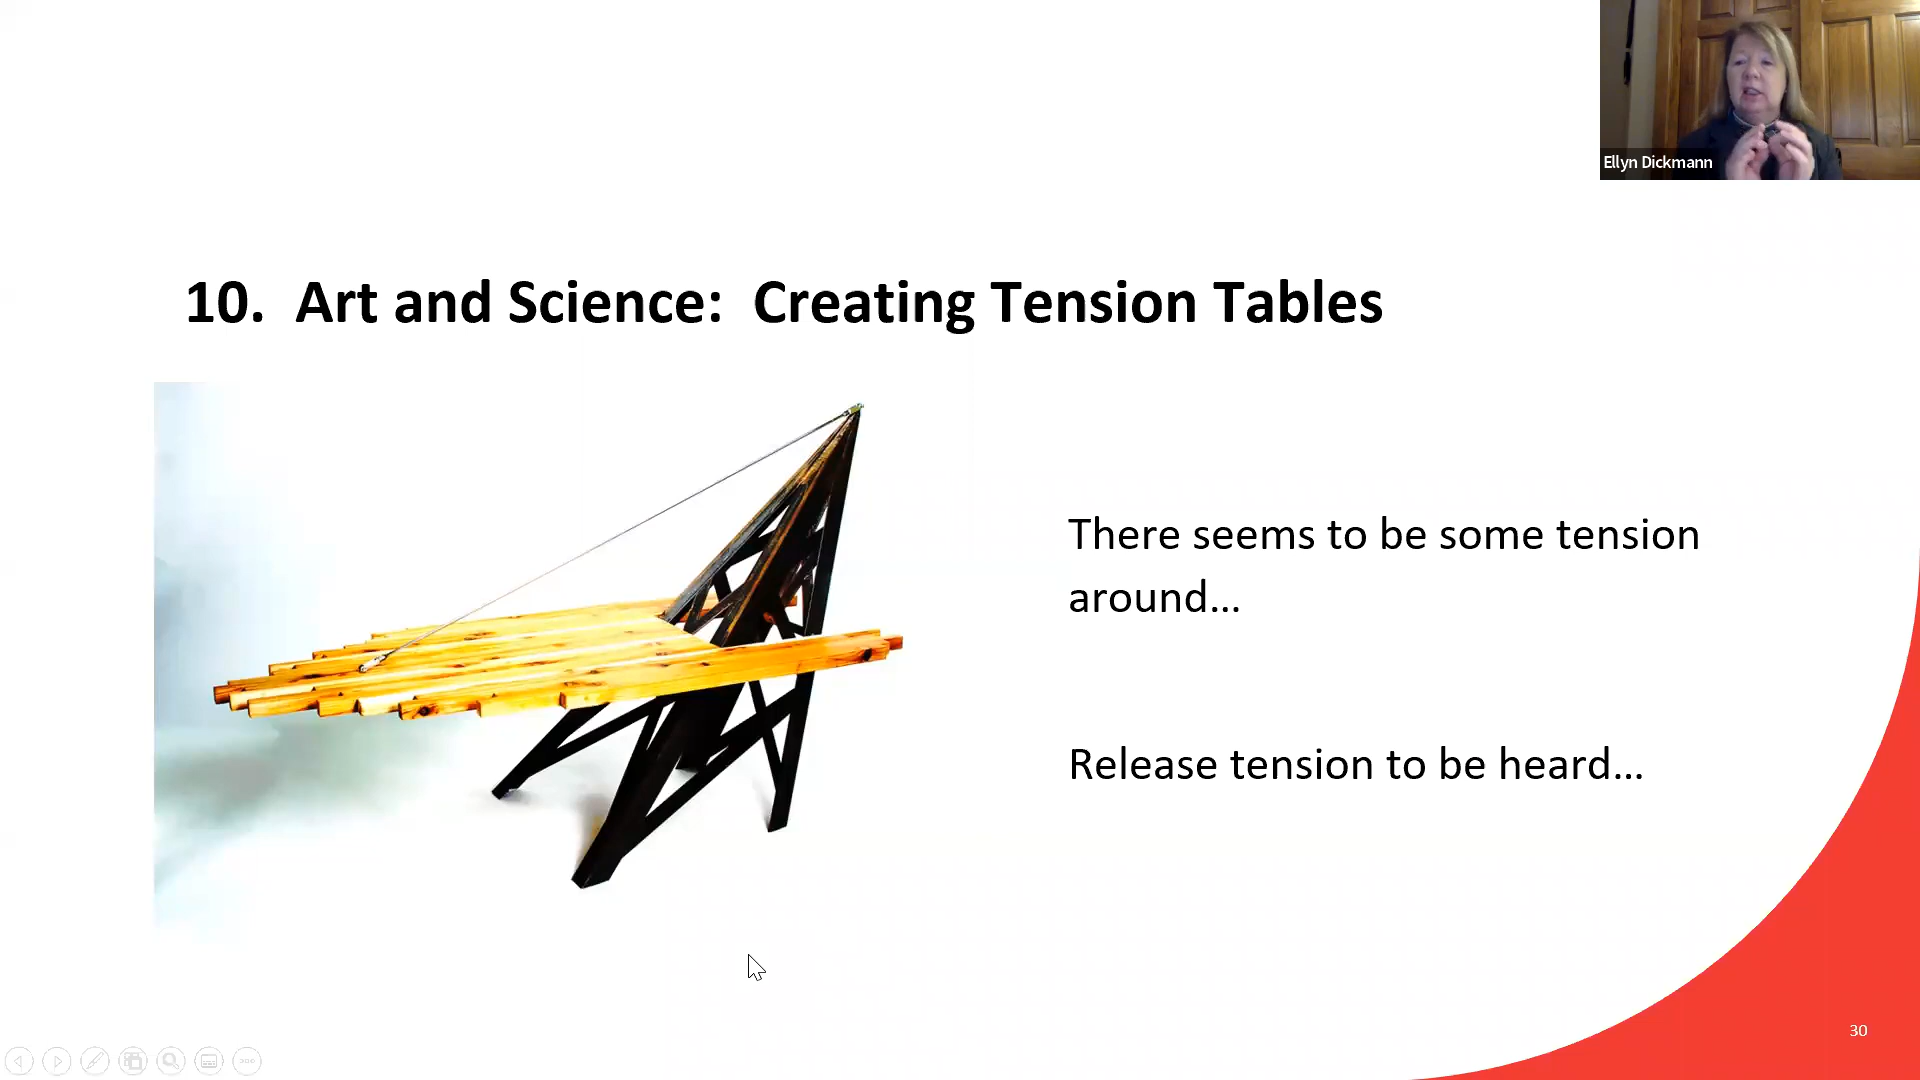 Ellyn Dickmann
10. Art and Science: Creating Tension Tables
There seems to be some tension
around...
Release tension to be heard...
30